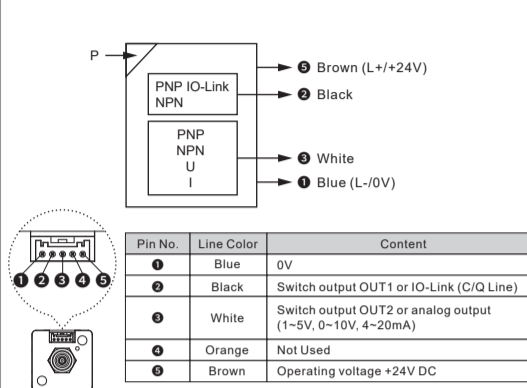 P
❺ Brown (L+/+24V)
PNP IO-Link
NPN
❷ Black
PNP
NPN
U
I
❸ White
❶ Blue (L-/0V)
❶ ❷ ❸ ❹ ❺
Pin No. Line Color Content
❶ Blue 0V
❷ Black Switch output OUT1 or IO-Link (C/Q Line)
❸ White Switch output OUT2 or analog output
(1~5V, 0~10V, 4~20mA)
❹ Orange Not Used
❺ Brown Operating voltage +24V DC